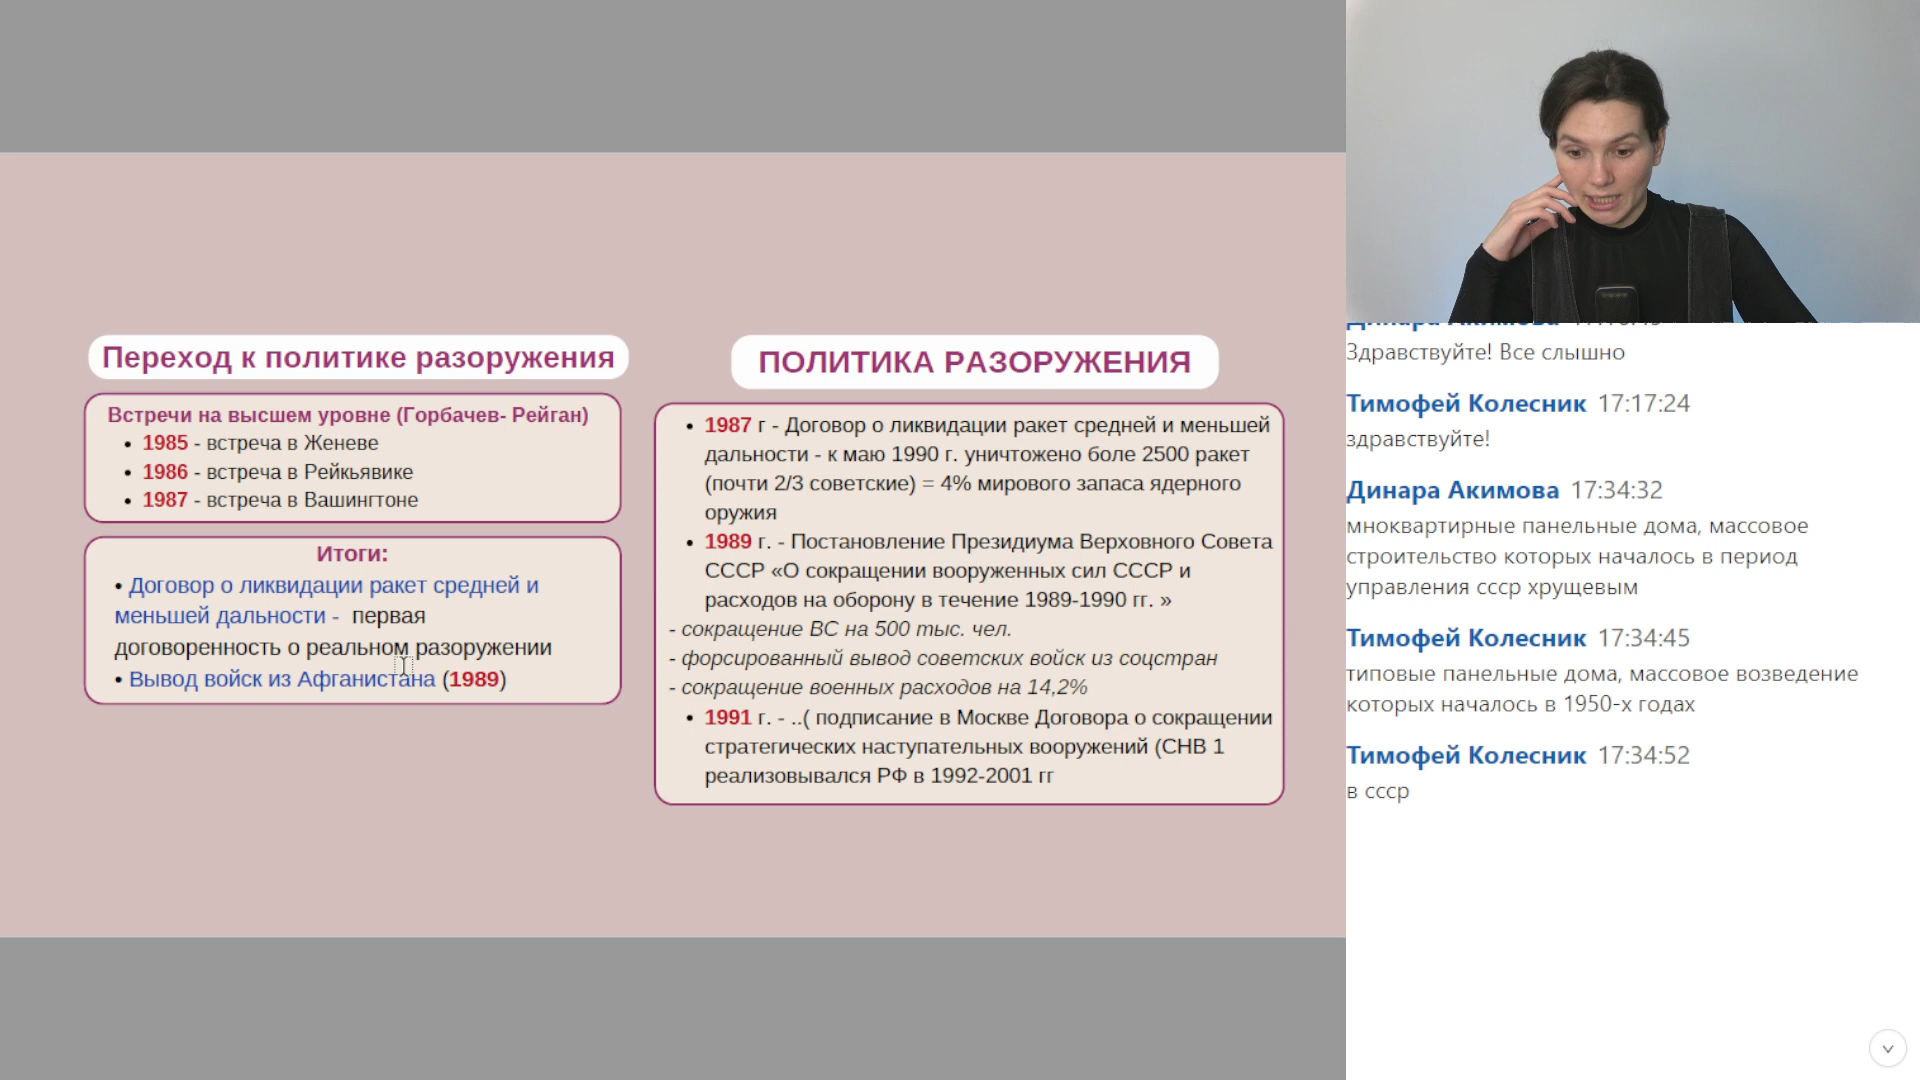 Переход к политике разоружения
Встречи на высшем уровне (Горбачев- Рейган)
• 1985 - встреча в Женеве
• 1986 - встреча в Рейкьявике
• 1987 - встреча в Вашингтоне
Итоги:
• Договор о ликвидации ракет средней и
меньшей дальности - первая
договоренность о реальном разоружении
• Вывод войск из Афганистана (1989)
ПОЛИТИКА РАЗОРУЖЕНИЯ
• 1987 г - Договор о ликвидации ракет средней и меньшей
дальности - к маю 1990 г. уничтожено боле 2500 ракет
(почти 2/3 советские) = 4% мирового запаса ядерного
оружия
• 1989 г. - Постановление Президиума Верховного Совета
СССР «О сокращении вооруженных сил СССР и
расходов на оборону в течение 1989-1990 гг. »
- сокращение ВС на 500 тыс. чел.
- форсированный вывод советских войск из соцстран
- сокращение военных расходов на 14,2%
• 1991 г. - ..( подписание в Москве Договора о сокращении
стратегических наступательных вооружений (СНВ 1
реализовывался РФ в 1992-2001 гг
Динара Акимова
Здравствуйте! Все слышно
Тимофей Колесник 17:17:24
здравствуйте!
Динара Акимова 17:34:32
мноквартирные панельные дома, массовое
строительство которых началось в период
управления ссср хрущевым
Тимофей Колесник 17:34:45
типовые панельные дома, массовое возведение
которых началось в 1950-х годах
Тимофей Колесник 17:34:52
в ссср